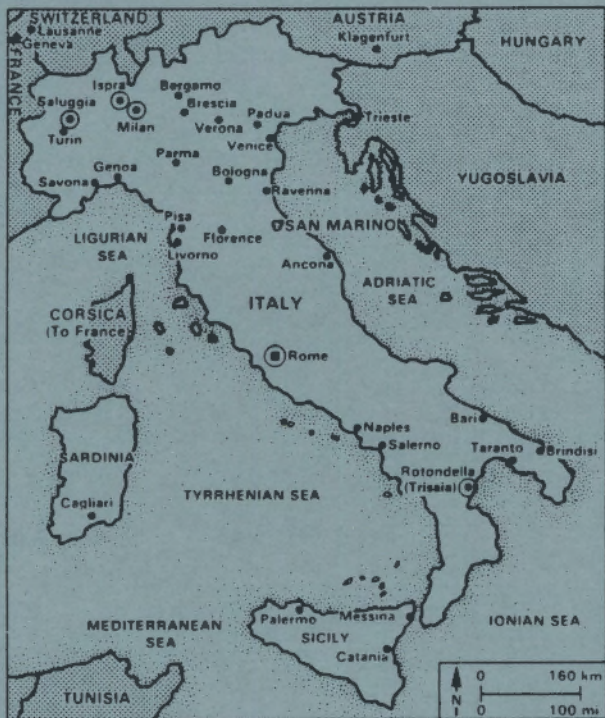 SWITZERLAND
Lausanne
Geneva
FRANCE
AUSTRIA
Klagenfurt
HUNGARY
Ispra
Bergamo
Saluggia
Brescia
Milan
Verona
Padua
Trieste
Turin
Venice
Parma
YUGOSLAVIA
Genoa
Bologna
Savona
Ravenna
Pisa
SAN MARINO
LIGURIAN
SEA
Florence
Livorno
Ancona
ADRIATIC
SEA
CORSICA
(To France)
ITALY
Rome
Bari
Naples
Salerno
Taranto
Brindisi
SARDINIA
Rotondella
(Trisaia)
TYRRHENIAN SEA
Cagliari
MEDITERRANEAN
SEA
Palermo
Messina
SICILY
IONIAN SEA
Catania
TUNISIA
N
0 160 km
0 100 mi